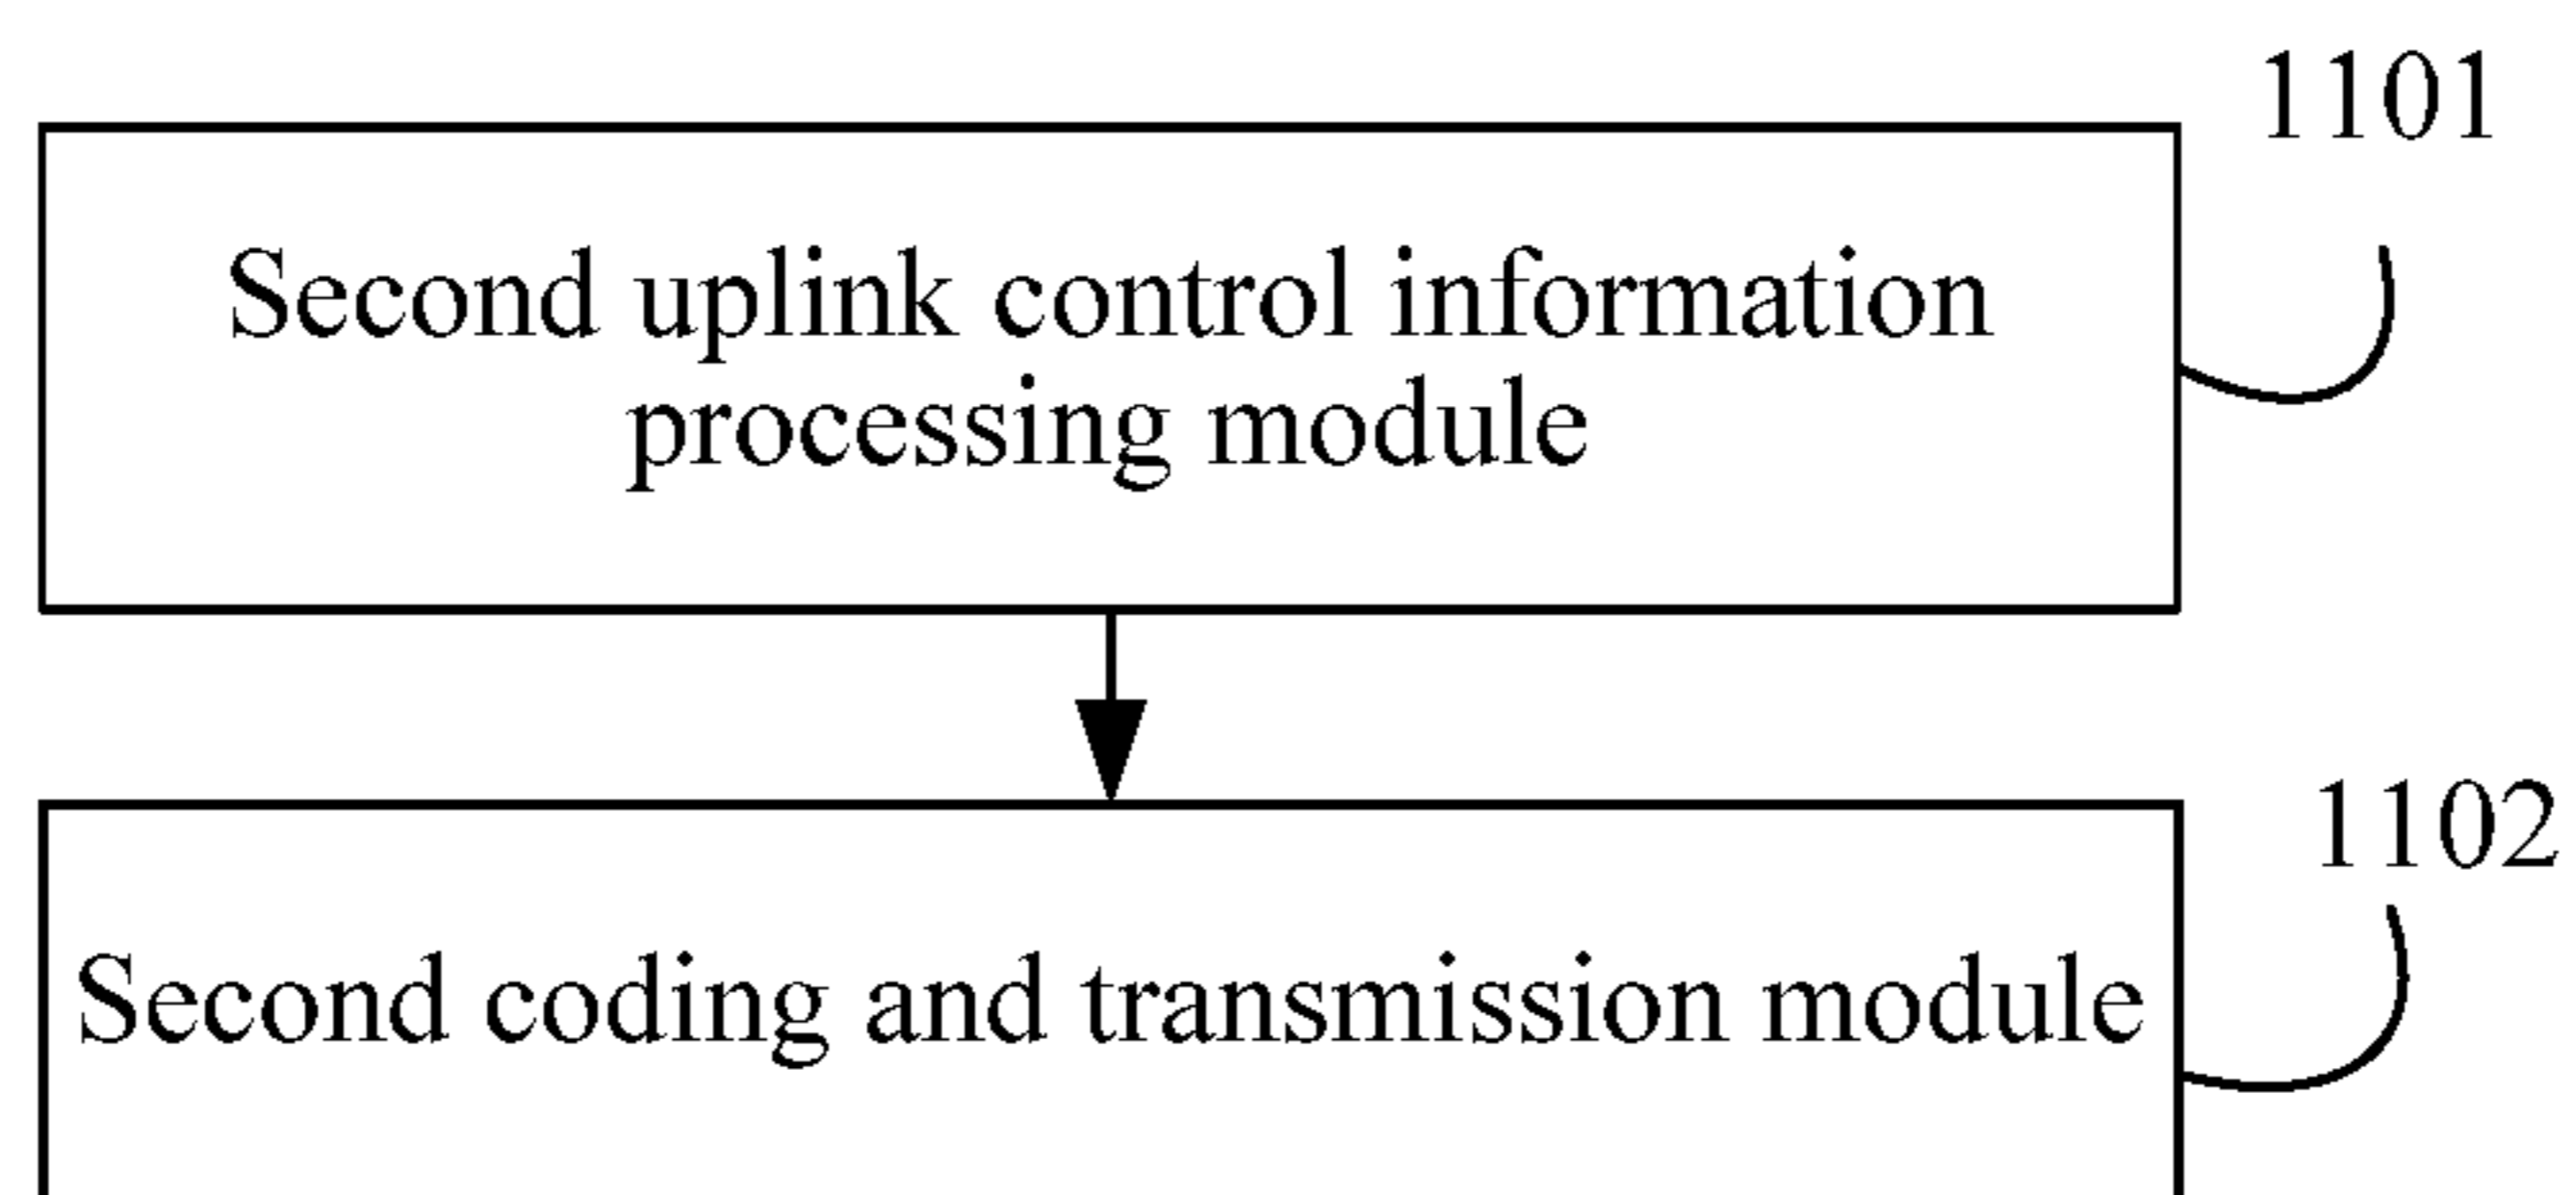 1101
Second uplink control information
processing module
1102
Second coding and transmission module